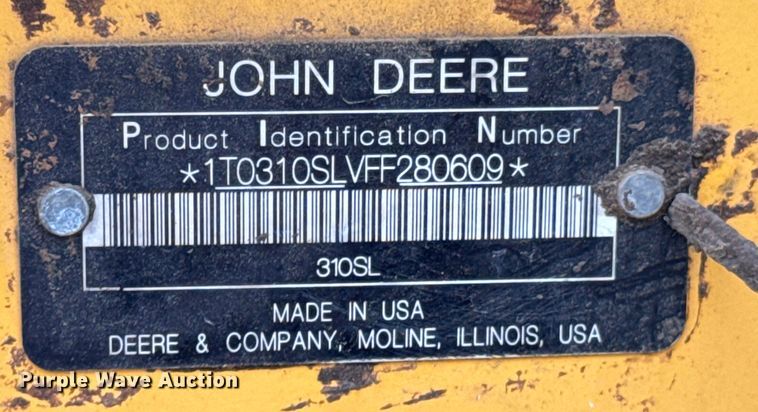 JOHN DEERE
Product Identification Number
*1T0310SLVFF280609*
310SL
MADE IN USA
DEERE & COMPANY, MOLINE, ILLINOIS, USA
Purple Wave Auction